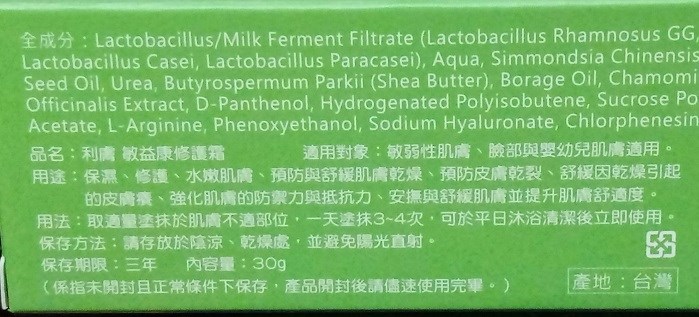 全成分：Lactobacillus/Milk Ferment Filtrate (Lactobacillus Rhamnosus GG,
Lactobacillus Casei, Lactobacillus Paracasei), Aqua, Simmondsia Chinensis
Seed Oil, Urea, Butyrospermum Parkii (Shea Butter), Borage Oil, Chamom
Officinalis Extract, D-Panthenol, Hydrogenated Polyisobutene, Sucrose Po
Acetate, L-Arginine, Phenoxyethanol, Sodium Hyaluronate, Chlorphenesin
品名：利膚 敏益康修護霜 適用對象：敏弱性肌膚、臉部與嬰幼兒肌膚適用。
用途：保濕、修護、水嫩肌膚、預防與舒緩肌膚乾燥、預防皮膚乾裂、舒緩因乾燥引起
的皮膚癢、強化肌膚的防禦力與抵抗力、安撫與舒緩肌膚並提升肌膚舒適度。
用法：取適量塗抹於肌膚不適部位，一天塗抹3~4次，可於平日沐浴清潔後立即使用。
保存方法：請存放於陰涼、乾燥處，並避免陽光直射。
保存期限：三年 內容量：30g
（係指未開封且正常條件下保存，產品開封後請儘速使用完畢。）
產地：台灣